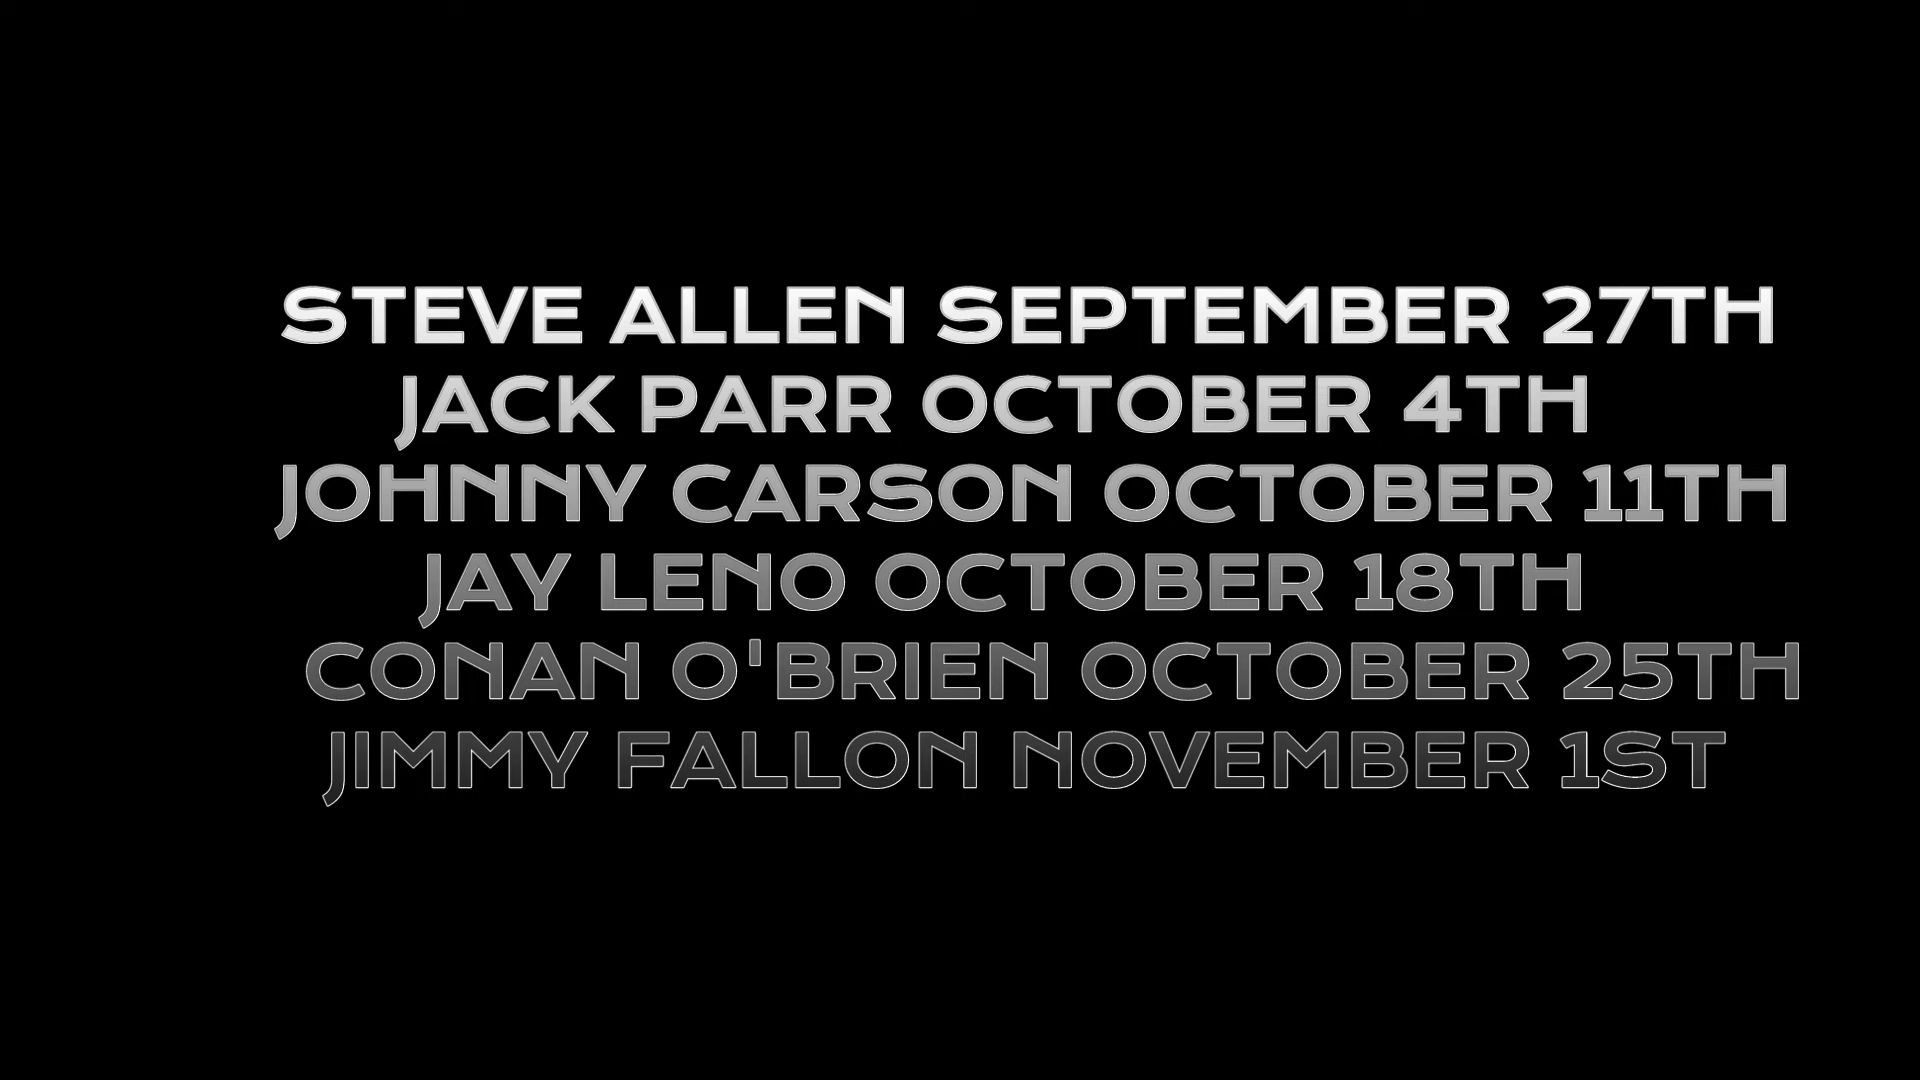 STEVE ALLEN SEPTEMBER 27TH
JACK PARR OCTOBER 4TH
JOHNNY CARSON OCTOBER 11TH
JAY LENO OCTOBER 18TH
CONAN O'BRIEN OCTOBER 25TH
JIMMY FALLON NOVEMBER 1ST